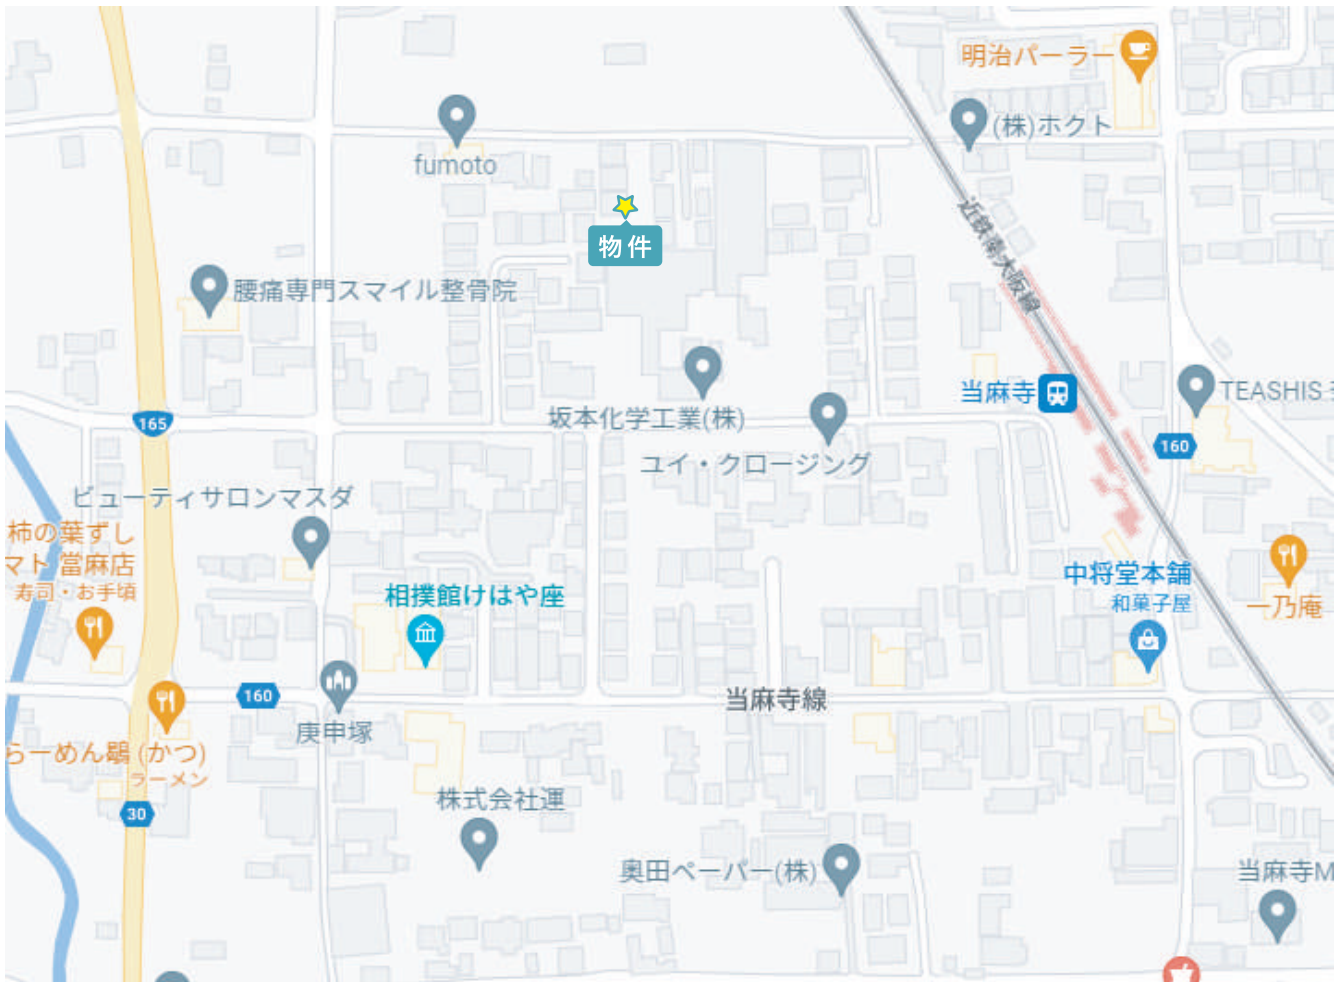 明治パーラー
(株)ホクト
fumoto
物件
近鉄南大阪線
腰痛専門スマイル整骨院
当麻寺
TEASHIS
165
坂本化学工業(株)
160
ユイ・クロージング
ビューティサロンマスダ
柿の葉ずし
マト 當麻店
寿司・お手頃
相撲館けはや座
中将堂本舗
和菓子屋
一乃庵
160
当麻寺線
庚申塚
らーめん鶡 (かつ)
ラーメン
30
株式会社運
奥田ペーパー(株)
当麻寺M